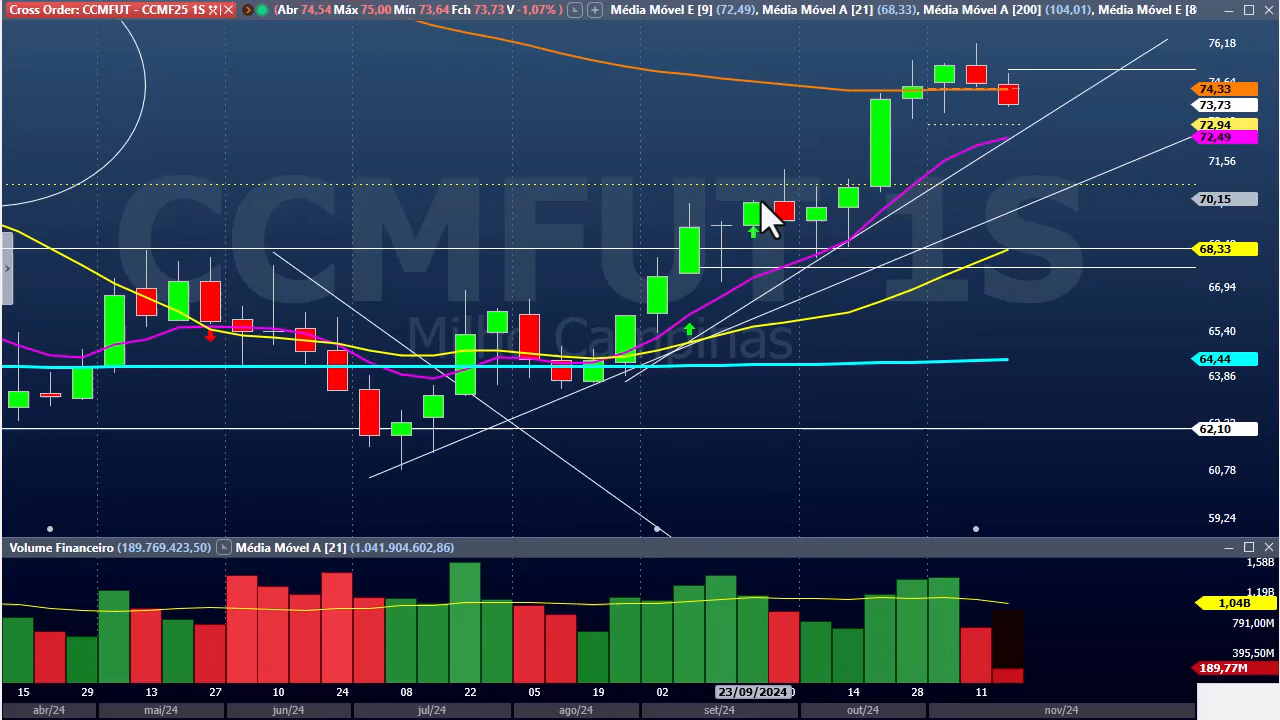 Cross Order: CCMFUT - CCMF25 1S
(Abr 74,54 Máx 75,00 Mín 73,64 Fch 73,73 V -1,07% )
Média Móvel E [9] (72,49), Média Móvel A [21] (68,33), Média Móvel A [200] (104,01), Média Móvel E [8
CCMFUT 1S
Milho Campinas
76,18
74,64
74,33
73,73
72,94
72,49
71,56
70,15
68,33
66,94
65,40
64,44
63,86
62,10
60,78
59,24
Volume Financeiro (189.769.423,50)
Média Móvel A [21] (1.041.904.602,86)
1,58B
1,19B
1,04B
791,00M
395,50M
189,77M
15 29 13 27 10 24 08 22 05 19 02 23/09/2024 14 28 11
abr/24 mai/24 jun/24 jul/24 ago/24 set/24 out/24 nov/24